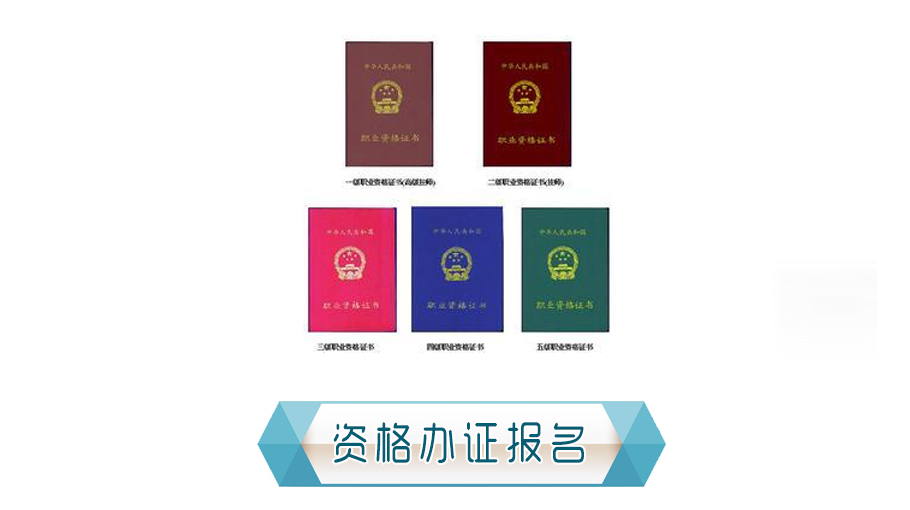 中华人民共和国
职业资格证书
中华人民共和国
职业资格证书
一级职业资格证书(高级技师)
二级职业资格证书(技师)
中华人民共和国
职业资格证书
中华人民共和国
职业资格证书
中华人民共和国
职业资格证书
三级职业资格证书
四级职业资格证书
五级职业资格证书
资格办证报名